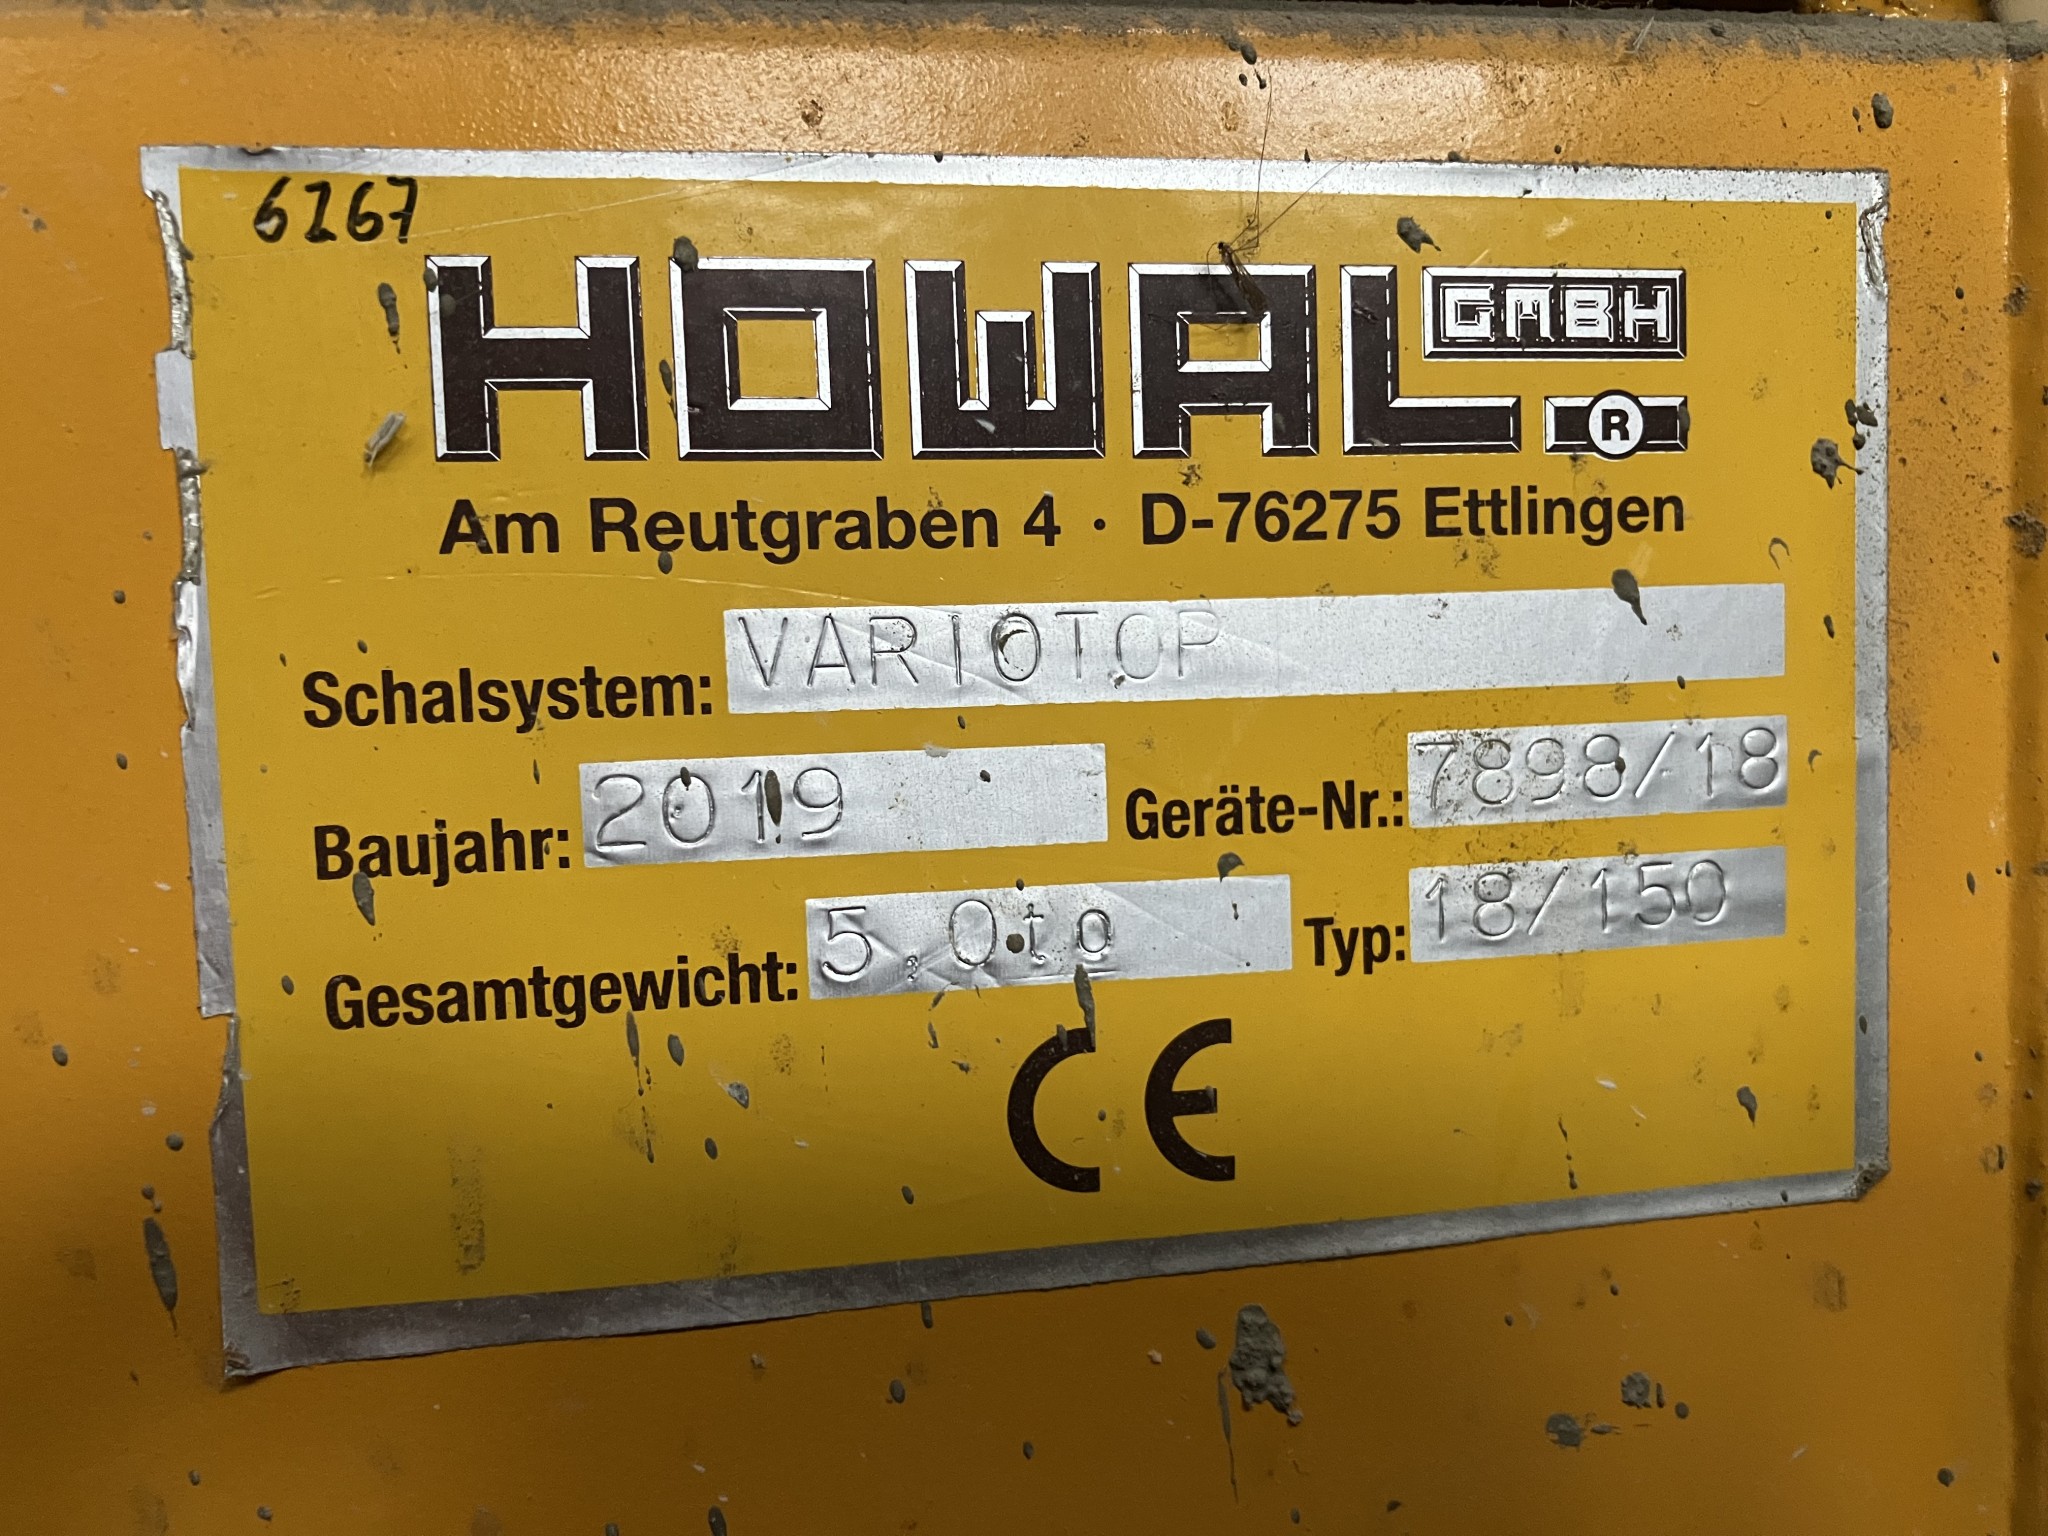 6167
HOWAL GMBH ®
Am Reutgraben 4 · D-76275 Ettlingen
Schalsystem: VARIOTOP
Baujahr: 2019 Geräte-Nr.: 7898/18
Gesamtgewicht: 5,0to Typ: 18/150
CE